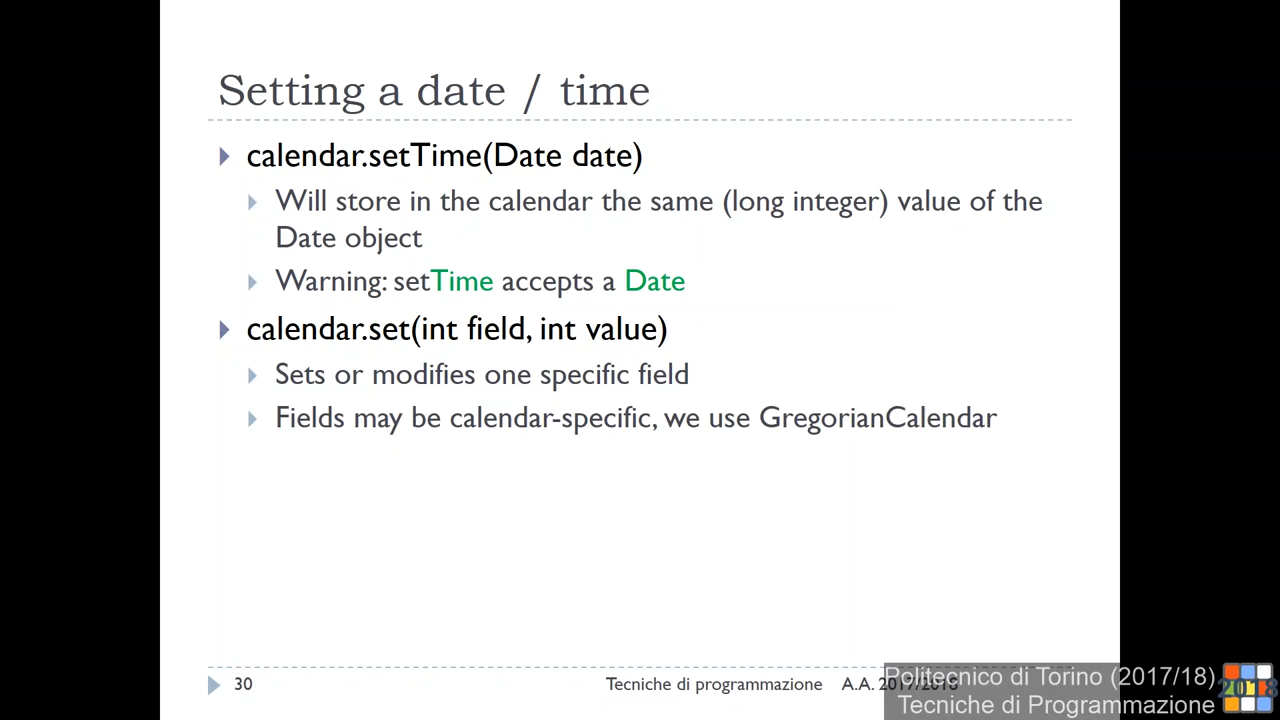 Setting a date / time
calendar.setTime(Date date)
Will store in the calendar the same (long integer) value of the
Date object
Warning: setTime accepts a Date
calendar.set(int field, int value)
Sets or modifies one specific field
Fields may be calendar-specific, we use GregorianCalendar
30
Tecniche di programmazione A.A. 2017/2018
Politecnico di Torino (2017/18)
Tecniche di Programmazione
2018